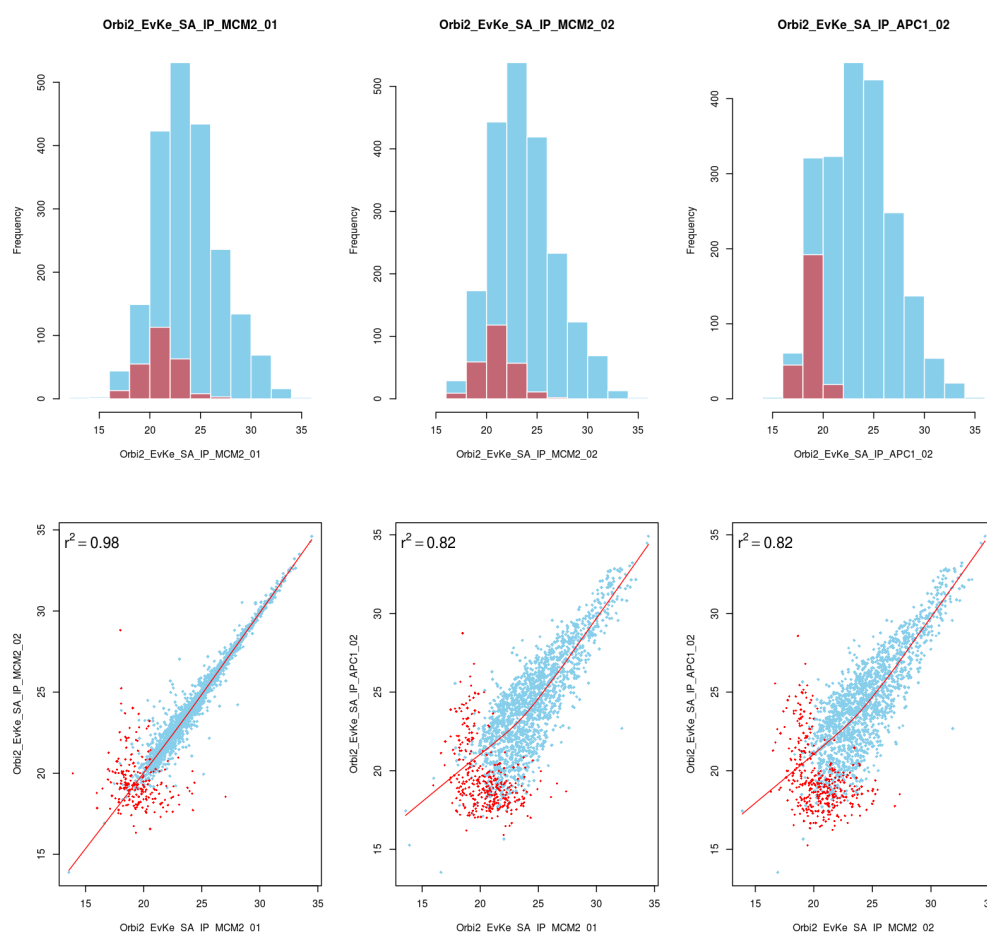 Orbi2_EvKe_SA_IP_MCM2_01
Orbi2_EvKe_SA_IP_MCM2_02
Orbi2_EvKe_SA_IP_APC1_02
Frequency
0 100 200 300 400 500
15 20 25 30 35
Orbi2_EvKe_SA_IP_MCM2_01
Frequency
0 100 200 300 400 500
15 20 25 30 35
Orbi2_EvKe_SA_IP_MCM2_02
Frequency
0 100 200 300 400
15 20 25 30 35
Orbi2_EvKe_SA_IP_APC1_02
r² = 0.98
Orbi2_EvKe_SA_IP_MCM2_02
15 20 25 30 35
15 20 25 30 35
Orbi2_EvKe_SA_IP_MCM2_01
r² = 0.82
Orbi2_EvKe_SA_IP_APC1_02
15 20 25 30 35
15 20 25 30 35
Orbi2_EvKe_SA_IP_MCM2_01
r² = 0.82
Orbi2_EvKe_SA_IP_APC1_02
15 20 25 30 35
15 20 25 30 35
Orbi2_EvKe_SA_IP_MCM2_02